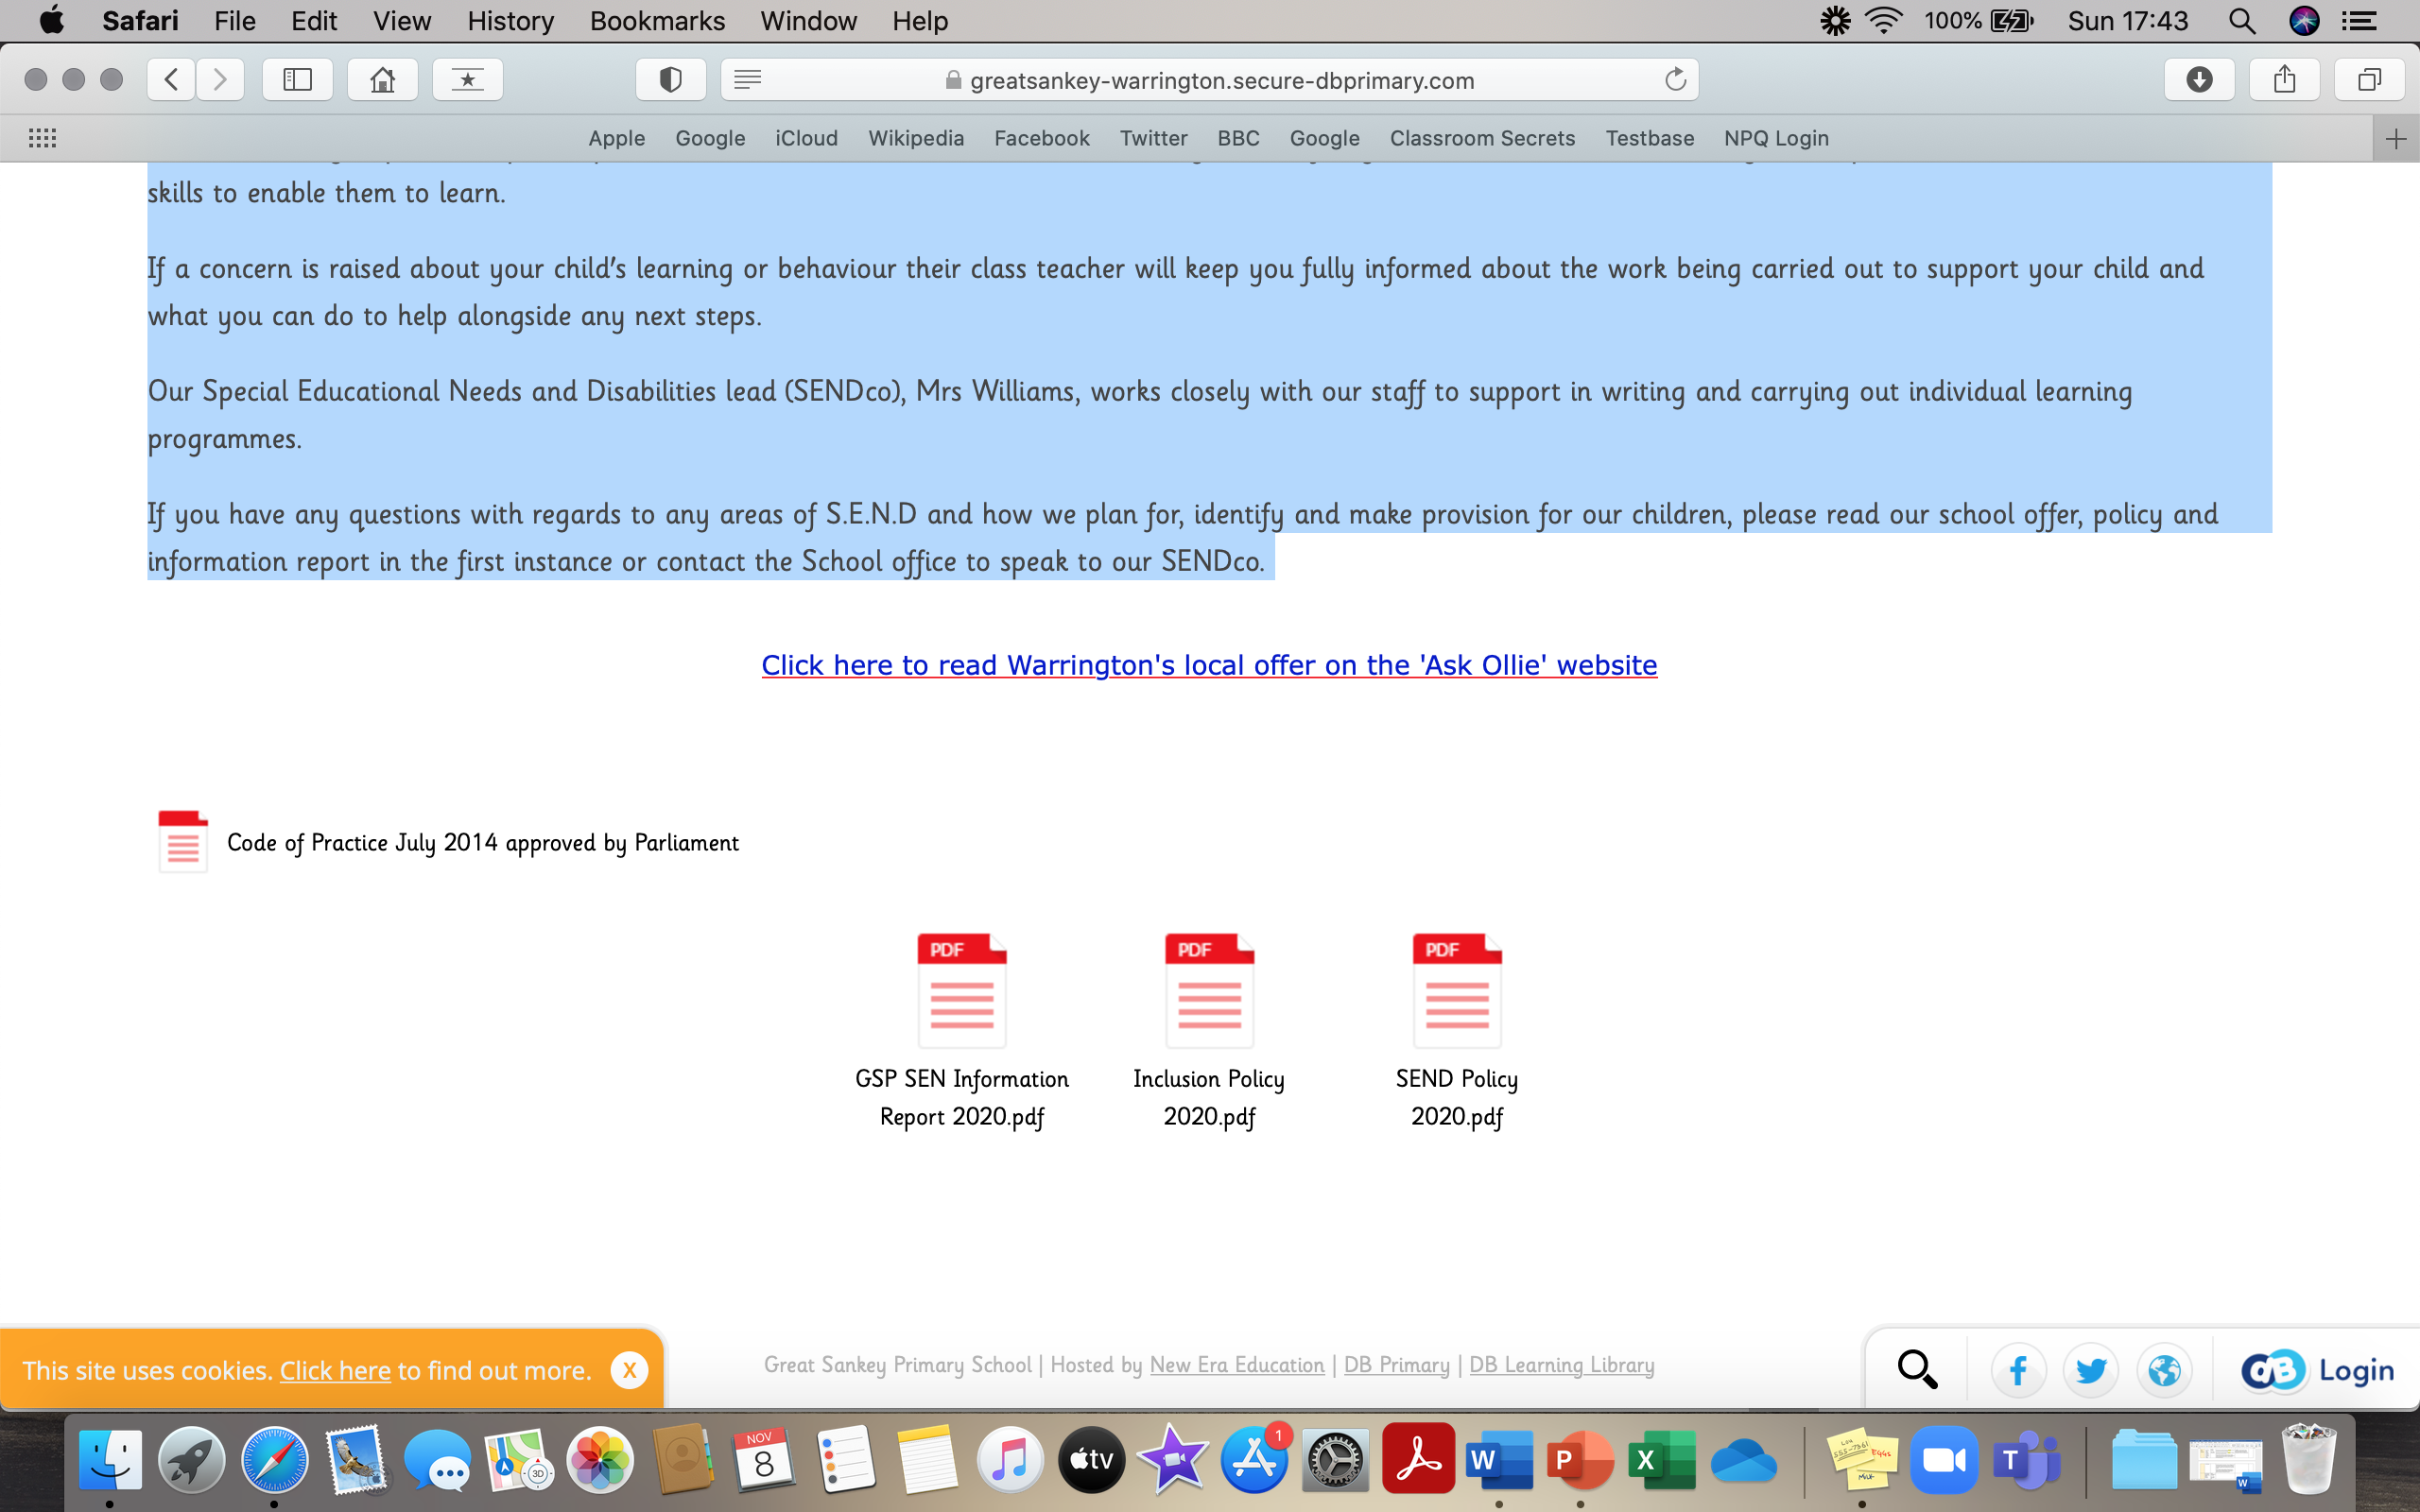 Safari File Edit View History Bookmarks Window Help 100% Sun 17:43
greatsankey-warrington.secure-dbprimary.com
Apple Google iCloud Wikipedia Facebook Twitter BBC Google Classroom Secrets Testbase NPQ Login
skills to enable them to learn.
If a concern is raised about your child's learning or behaviour their class teacher will keep you fully informed about the work being carried out to support your child and
what you can do to help alongside any next steps.
Our Special Educational Needs and Disabilities lead (SENDco), Mrs Williams, works closely with our staff to support in writing and carrying out individual learning
programmes.
If you have any questions with regards to any areas of S.E.N.D and how we plan for, identify and make provision for our children, please read our school offer, policy and
information report in the first instance or contact the School office to speak to our SENDco.
Click here to read Warrington's local offer on the 'Ask Ollie' website
Code of Practice July 2014 approved by Parliament
PDF PDF PDF
GSP SEN Information Inclusion Policy SEND Policy
Report 2020.pdf 2020.pdf 2020.pdf
This site uses cookies. Click here to find out more. X
Great Sankey Primary School | Hosted by New Era Education | DB Primary | DB Learning Library
dB Login
NOV
8
3D
tv
1
W
P
X
T